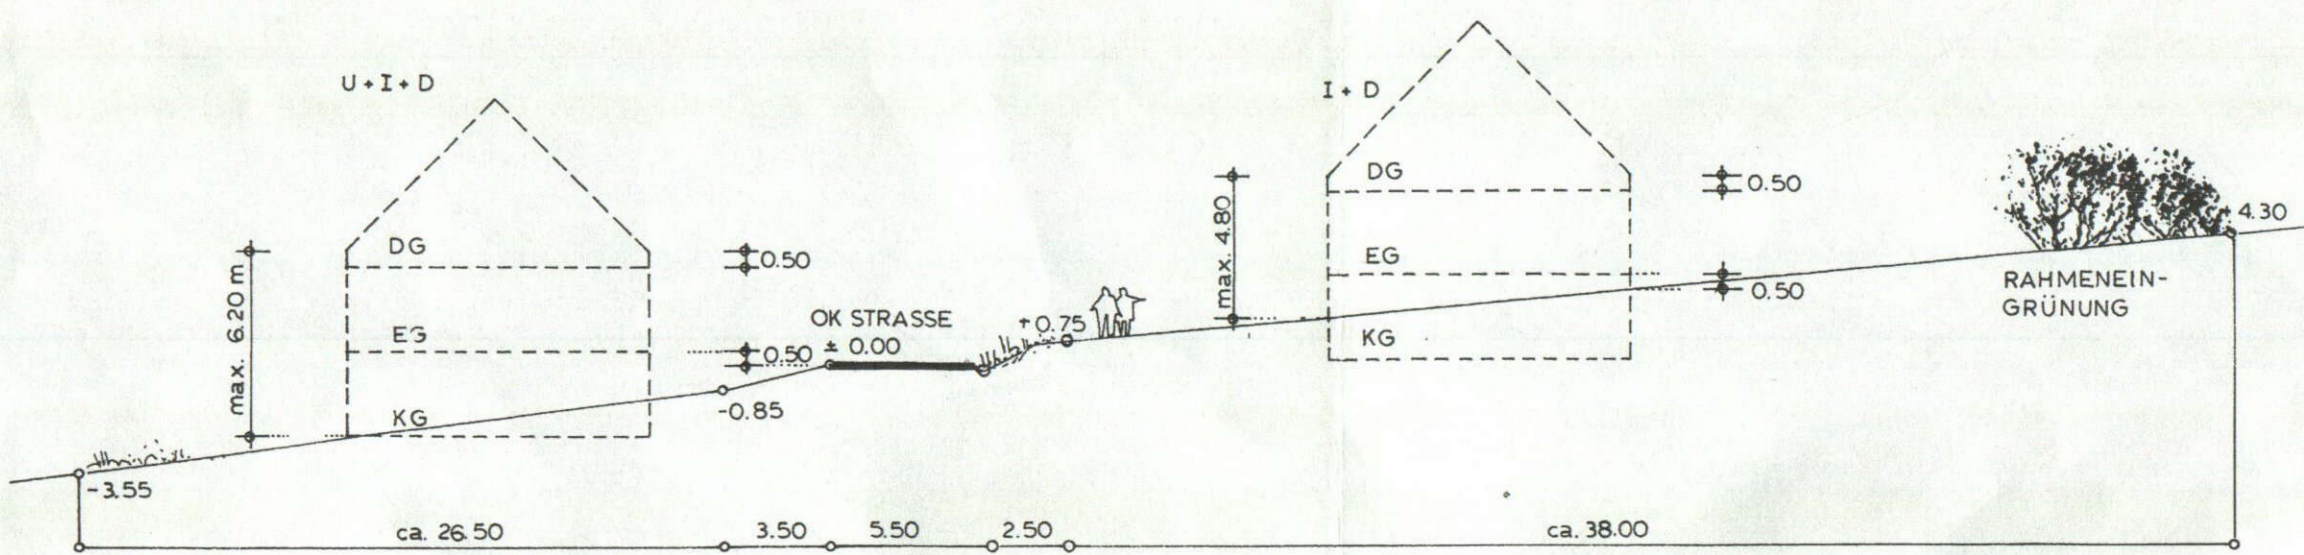 U+I+D
I+D
DG
0.50
DG
4.30
max. 4.80
max. 6.20 m
DG
0.50
EG
0.50
RAHMENEIN-
GRÜNUNG
OK STRASSE
± 0.00
+0.75
EG
0.50
KG
-0.85
KG
-3.55
ca. 26.50
3.50
5.50
2.50
ca. 38.00